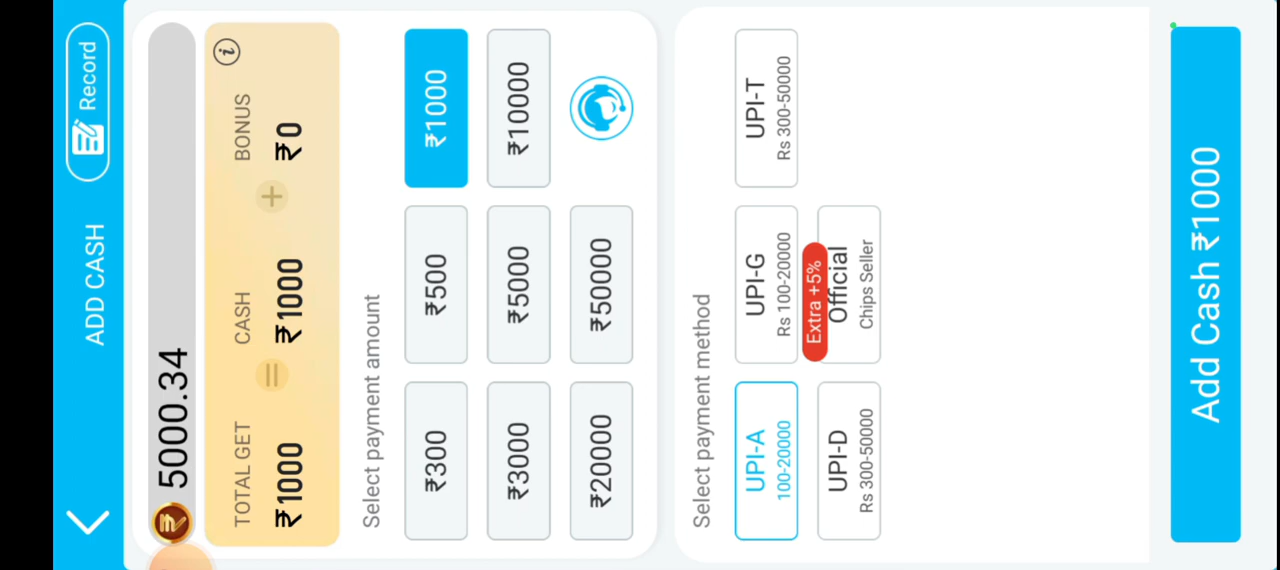 ADD CASH
Record
5000.34
TOTAL GET
CASH
BONUS
₹1000
=
₹1000
+
₹0
Select payment amount
₹300
₹500
₹1000
₹3000
₹5000
₹10000
₹20000
₹50000
Select payment method
UPI-A
100-20000
UPI-G
Rs 100-20000
UPI-T
Rs 300-50000
UPI-D
Rs 300-50000
Extra +5%
Official
Chips Seller
Add Cash ₹1000